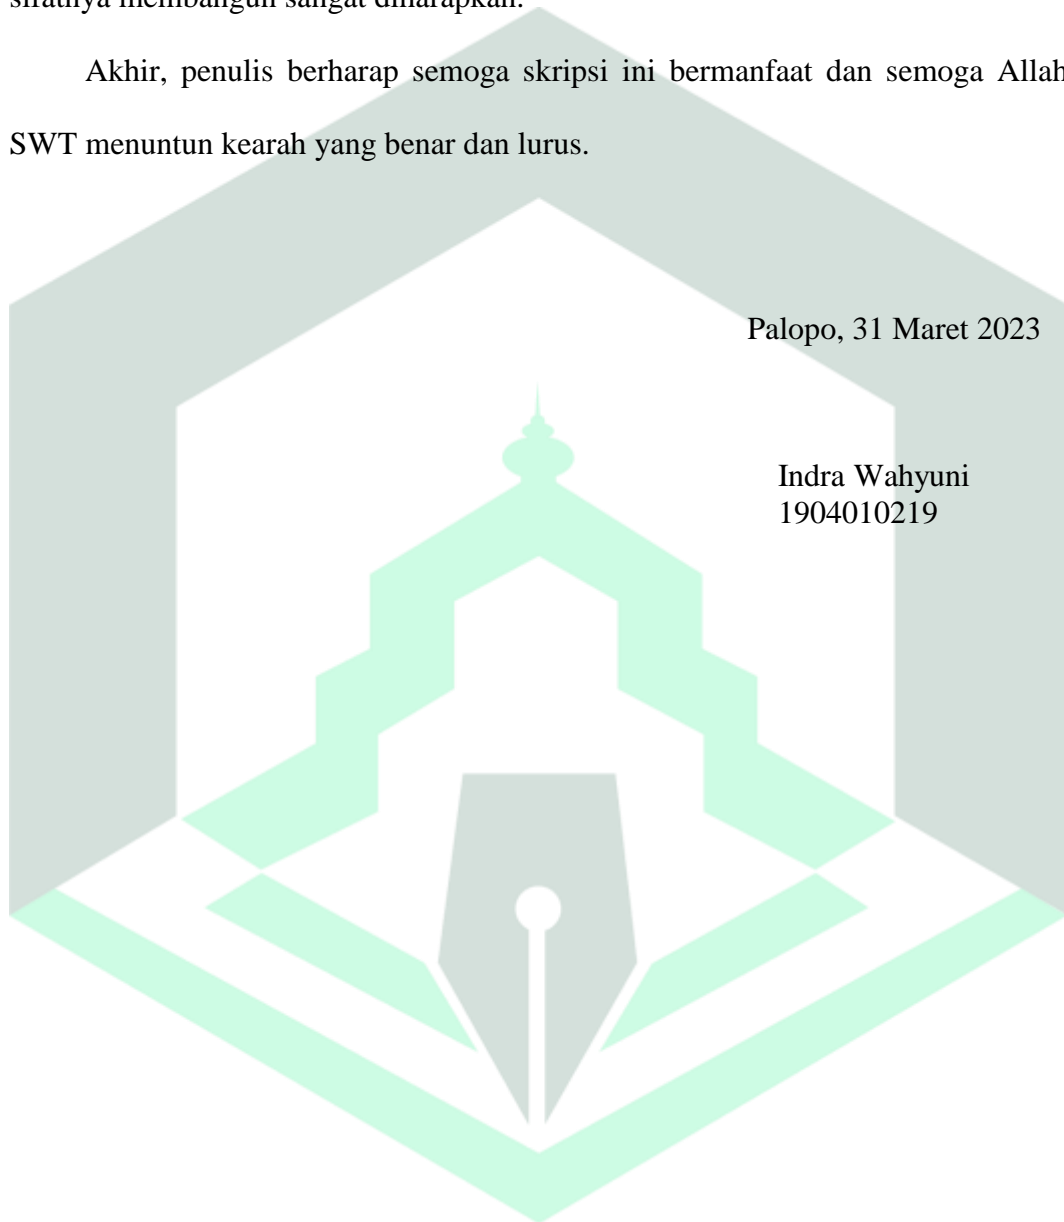 sifatnya membangun sangat diharapkan.
Akhir, penulis berharap semoga skripsi ini bermanfaat dan semoga Allah
SWT menuntun kearah yang benar dan lurus.
Palopo, 31 Maret 2023
Indra Wahyuni
1904010219